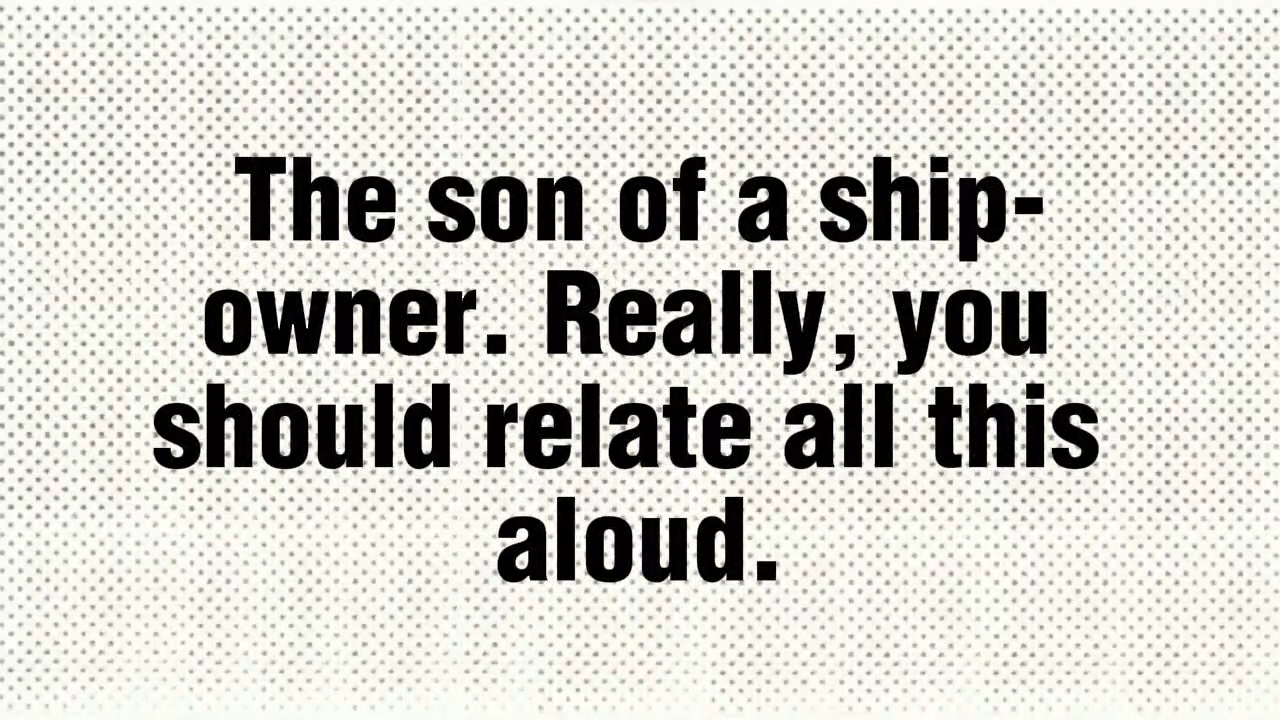 The son of a ship-
owner. Really, you
should relate all this
aloud.